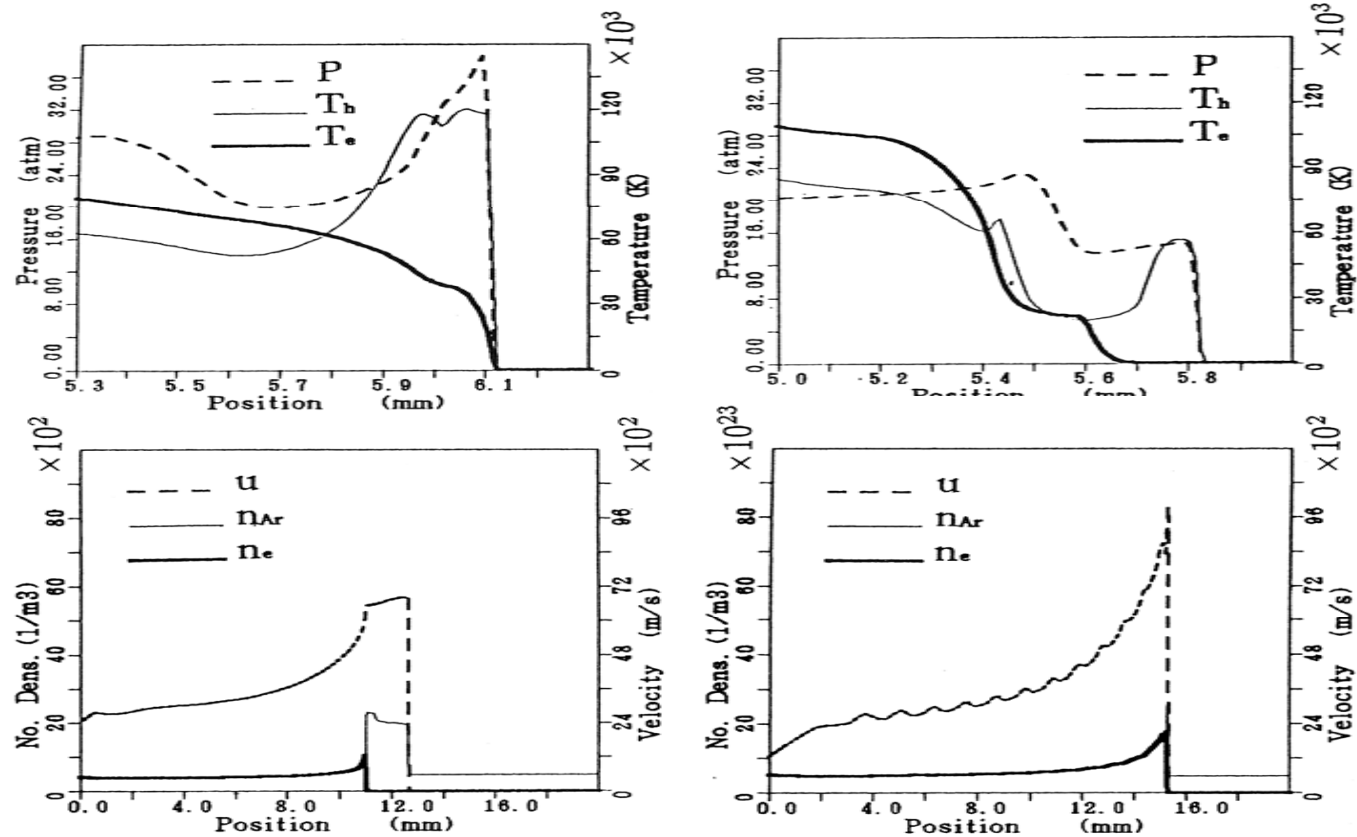 ×10³
P
Th
Te
Pressure (atm)
0.00 8.00 16.00 24.00 32.00
Temperature (K)
0 30 60 90 120
5.3 5.5 5.7 5.9 6.1
Position (mm)
×10³
P
Th
Te
Pressure (atm)
0.00 8.00 16.00 24.00 32.00
Temperature (K)
0 30 60 90 120
5.0 5.2 5.4 5.6 5.8
Position (mm)
×10²
×10²
u
nAr
ne
No. Dens. (1/m3)
0 20 40 60 80
Velocity (m/s)
0 24 48 72 96
0.0 4.0 8.0 12.0 16.0
Position (mm)
×10²³
×10²
u
nAr
ne
No. Dens. (1/m3)
0 20 40 60 80
Velocity (m/s)
0 24 48 72 96
0.0 4.0 8.0 12.0 16.0
Position (mm)